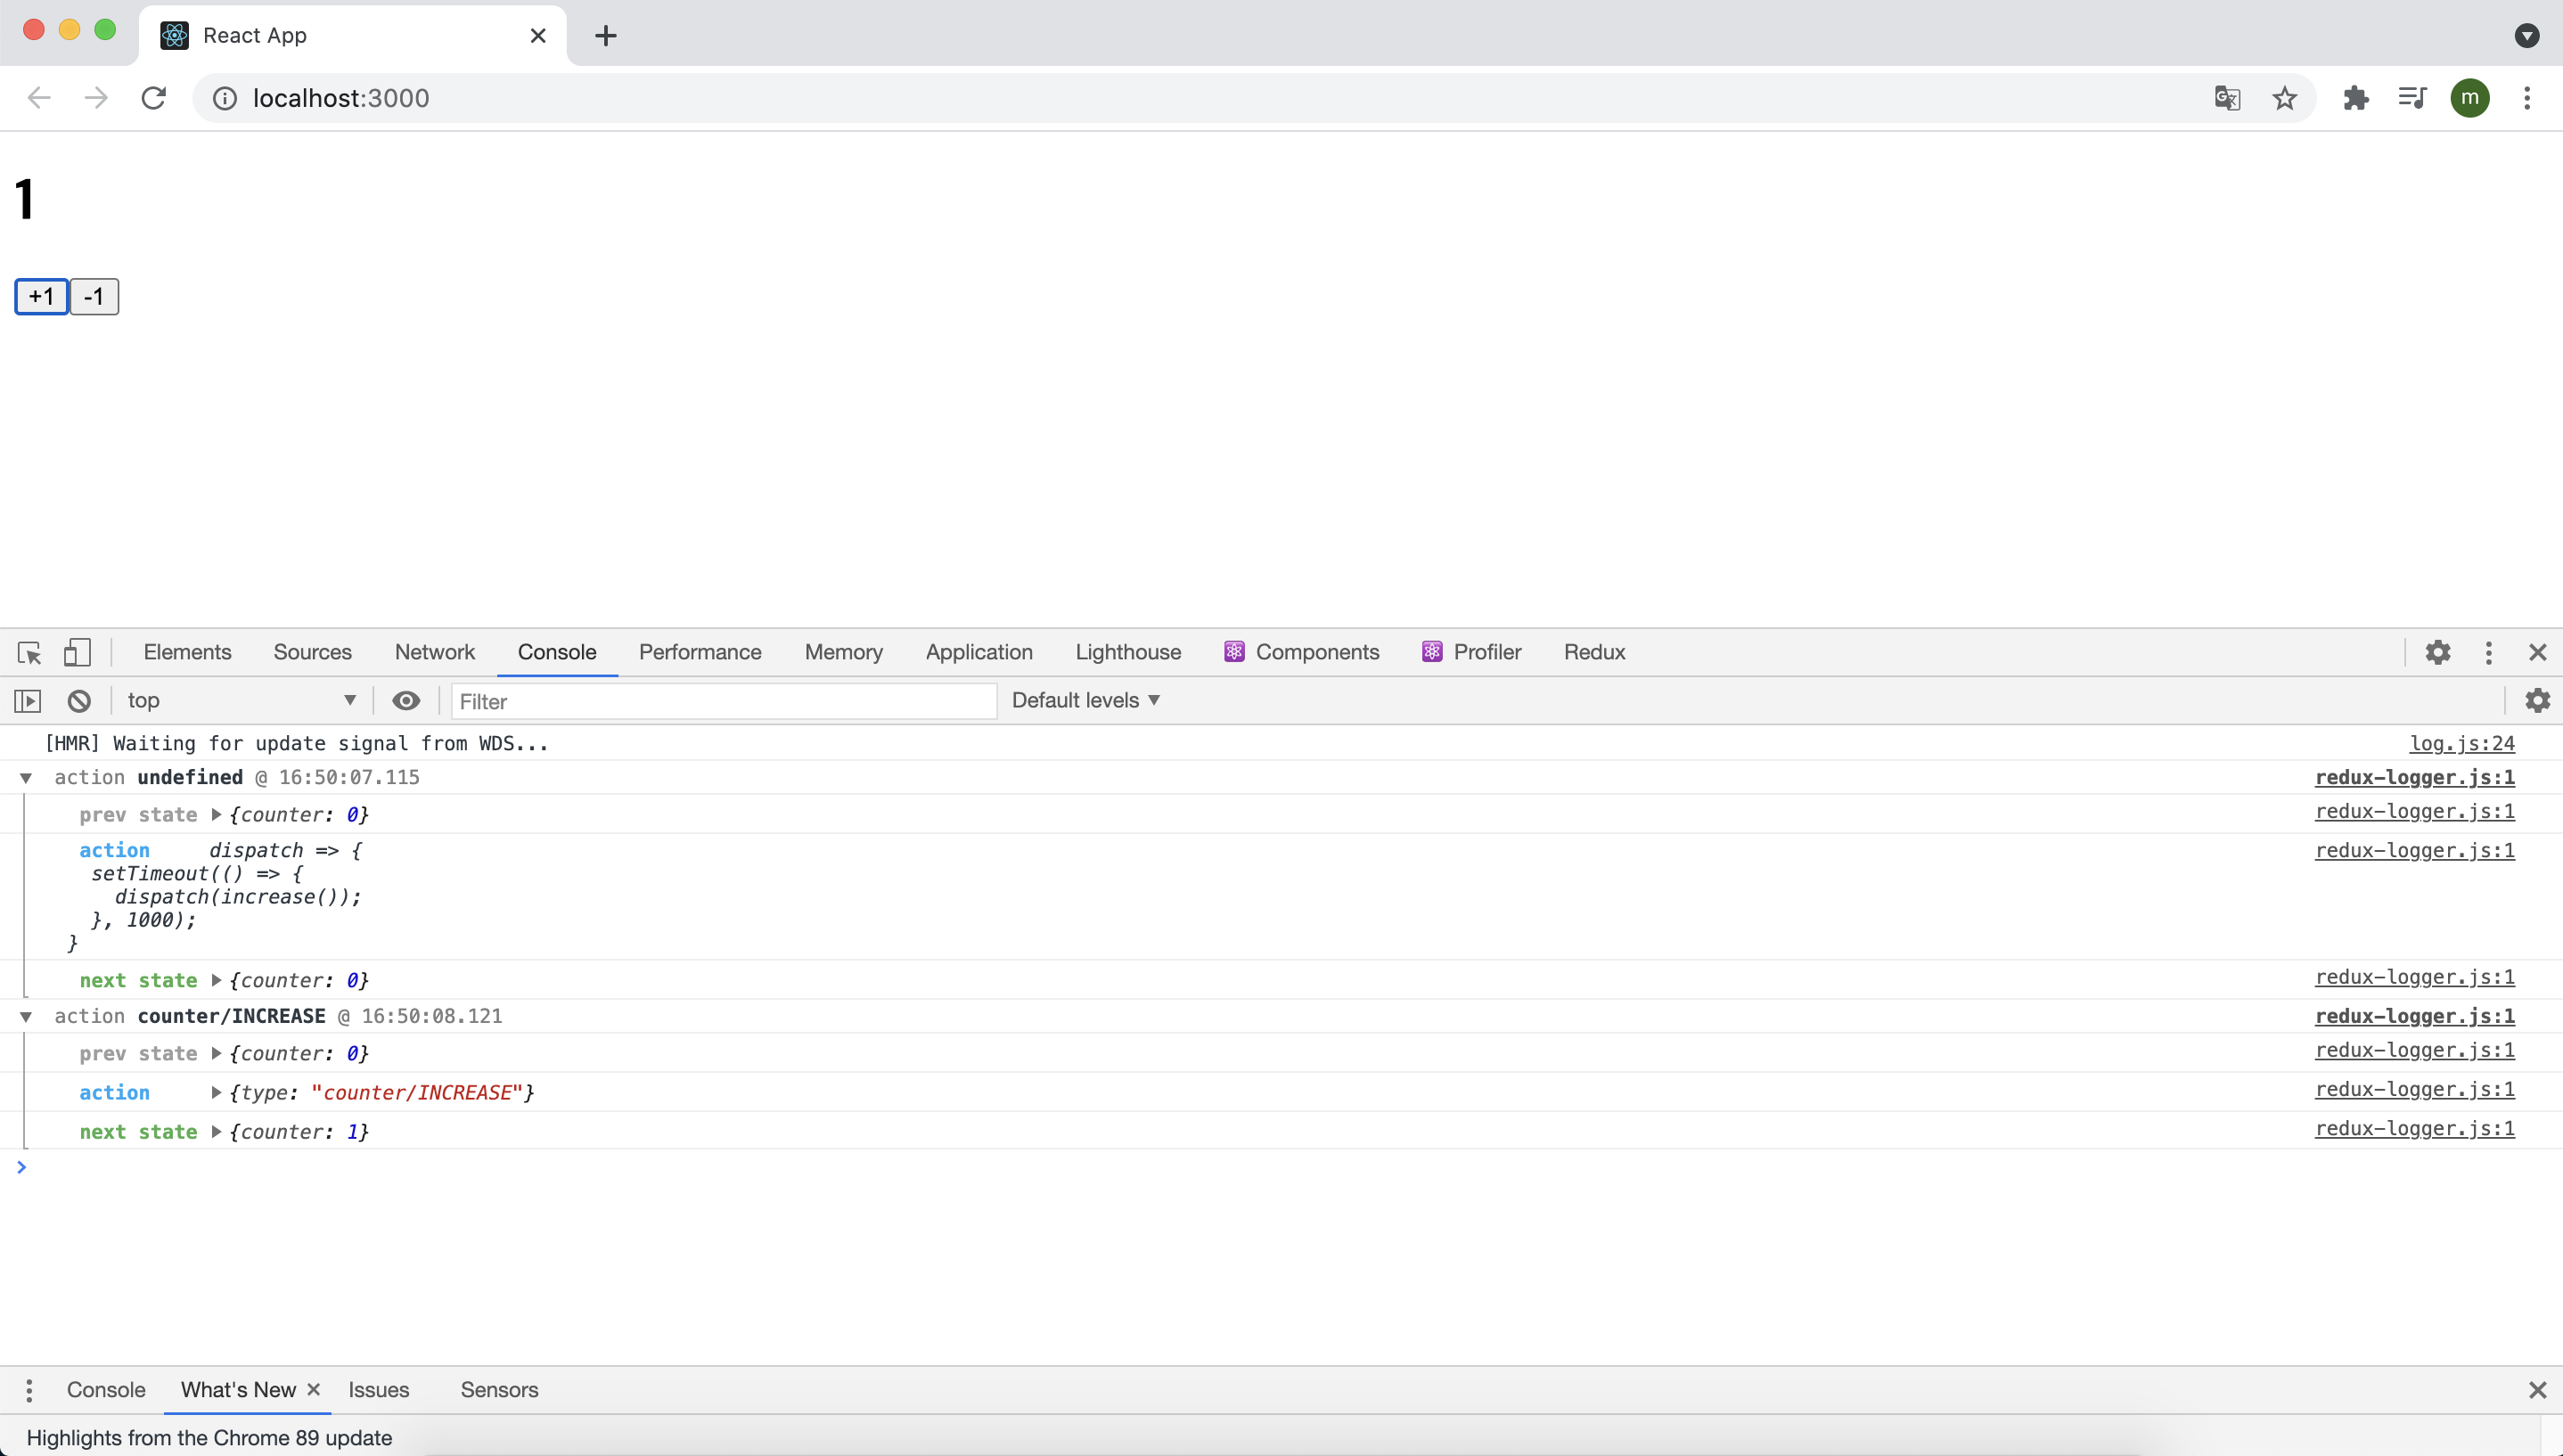 React App
localhost:3000
m
1
+1 -1
Elements Sources Network Console Performance Memory Application Lighthouse Components Profiler Redux
top Filter Default levels
[HMR] Waiting for update signal from WDS... log.js:24
action undefined @ 16:50:07.115 redux-logger.js:1
prev state {counter: 0} redux-logger.js:1
action dispatch => { redux-logger.js:1
setTimeout(() => {
dispatch(increase());
}, 1000);
}
next state {counter: 0} redux-logger.js:1
action counter/INCREASE @ 16:50:08.121 redux-logger.js:1
prev state {counter: 0} redux-logger.js:1
action {type: "counter/INCREASE"} redux-logger.js:1
next state {counter: 1} redux-logger.js:1
Console What's New Issues Sensors
Highlights from the Chrome 89 update